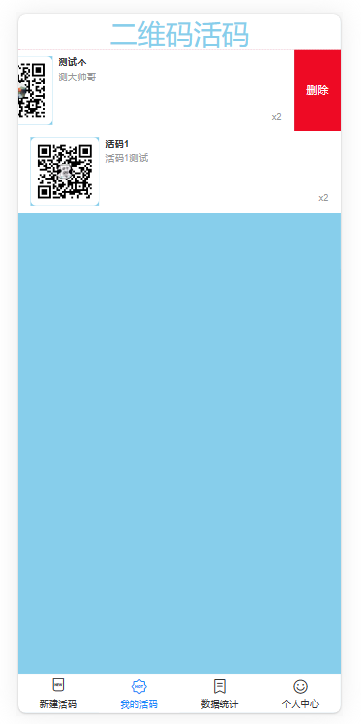 二维码活码
测试个
测大帅哥
x2
删除
活码1
活码1测试
x2
新建活码
我的活码
数据统计
个人中心